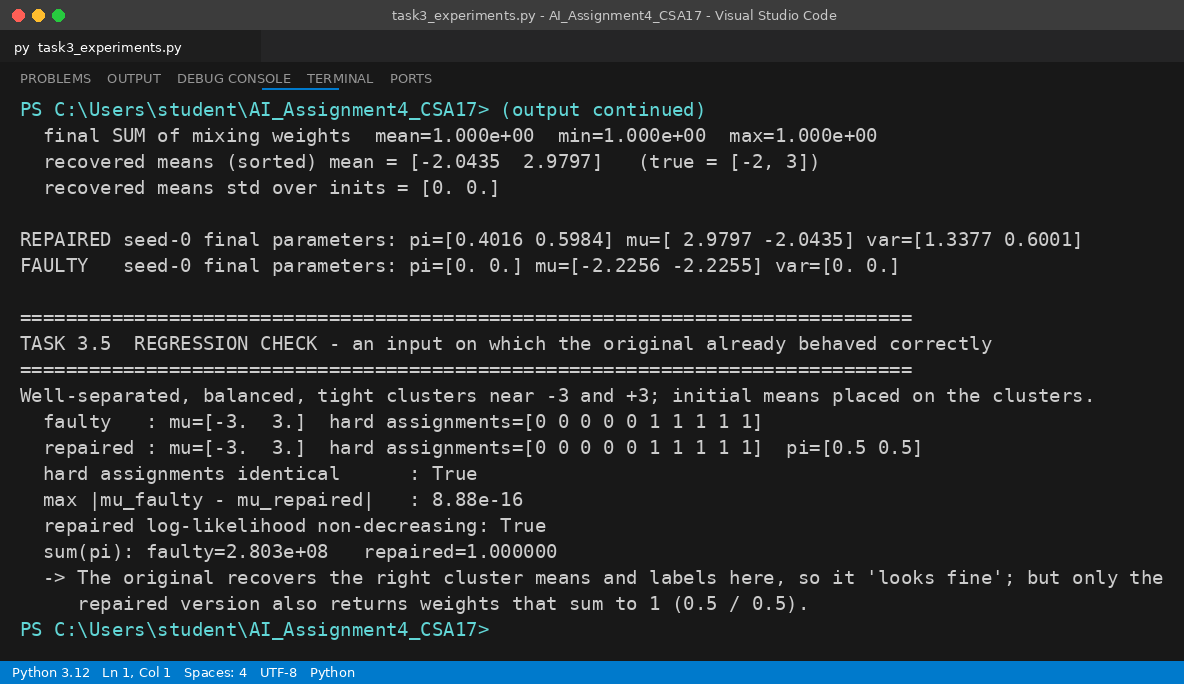 task3_experiments.py - AI_Assignment4_CSA17 - Visual Studio Code
py  task3_experiments.py
PROBLEMS OUTPUT DEBUG CONSOLE TERMINAL PORTS
PS C:\Users\student\AI_Assignment4_CSA17> (output continued)
  final SUM of mixing weights  mean=1.000e+00  min=1.000e+00  max=1.000e+00
  recovered means (sorted) mean = [-2.0435  2.9797]   (true = [-2, 3])
  recovered means std over inits = [0. 0.]
REPAIRED seed-0 final parameters: pi=[0.4016 0.5984] mu=[ 2.9797 -2.0435] var=[1.3377 0.6001]
FAULTY   seed-0 final parameters: pi=[0. 0.] mu=[-2.2256 -2.2255] var=[0. 0.]
==============================================================================
TASK 3.5  REGRESSION CHECK - an input on which the original already behaved correctly
==============================================================================
Well-separated, balanced, tight clusters near -3 and +3; initial means placed on the clusters.
  faulty   : mu=[-3.  3.]  hard assignments=[0 0 0 0 0 1 1 1 1 1]
  repaired : mu=[-3.  3.]  hard assignments=[0 0 0 0 0 1 1 1 1 1]  pi=[0.5 0.5]
  hard assignments identical      : True
  max |mu_faulty - mu_repaired|   : 8.88e-16
  repaired log-likelihood non-decreasing: True
  sum(pi): faulty=2.803e+08   repaired=1.000000
  -> The original recovers the right cluster means and labels here, so it 'looks fine'; but only the
     repaired version also returns weights that sum to 1 (0.5 / 0.5).
PS C:\Users\student\AI_Assignment4_CSA17>
Python 3.12 Ln 1, Col 1 Spaces: 4 UTF-8 Python